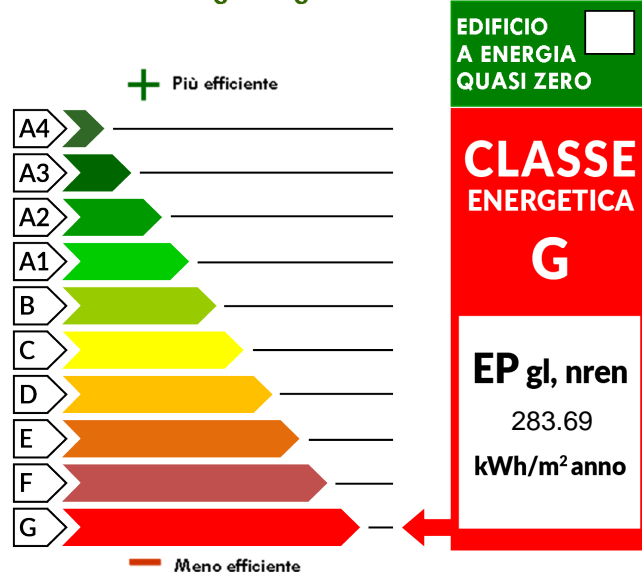 EDIFICIO
A ENERGIA
QUASI ZERO
Più efficiente
A4
A3
A2
A1
B
C
D
E
F
G
Meno efficiente
CLASSE
ENERGETICA
G
EP gl, nren
283.69
kWh/m² anno